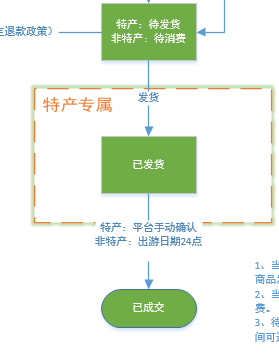 特产：待发货
非特产：待消费
退款政策）
发货
特产专属
已发货
特产：平台手动确认
非特产：出游日期24点
已成交
1、当
商品
2、当
费。
3、待
间可